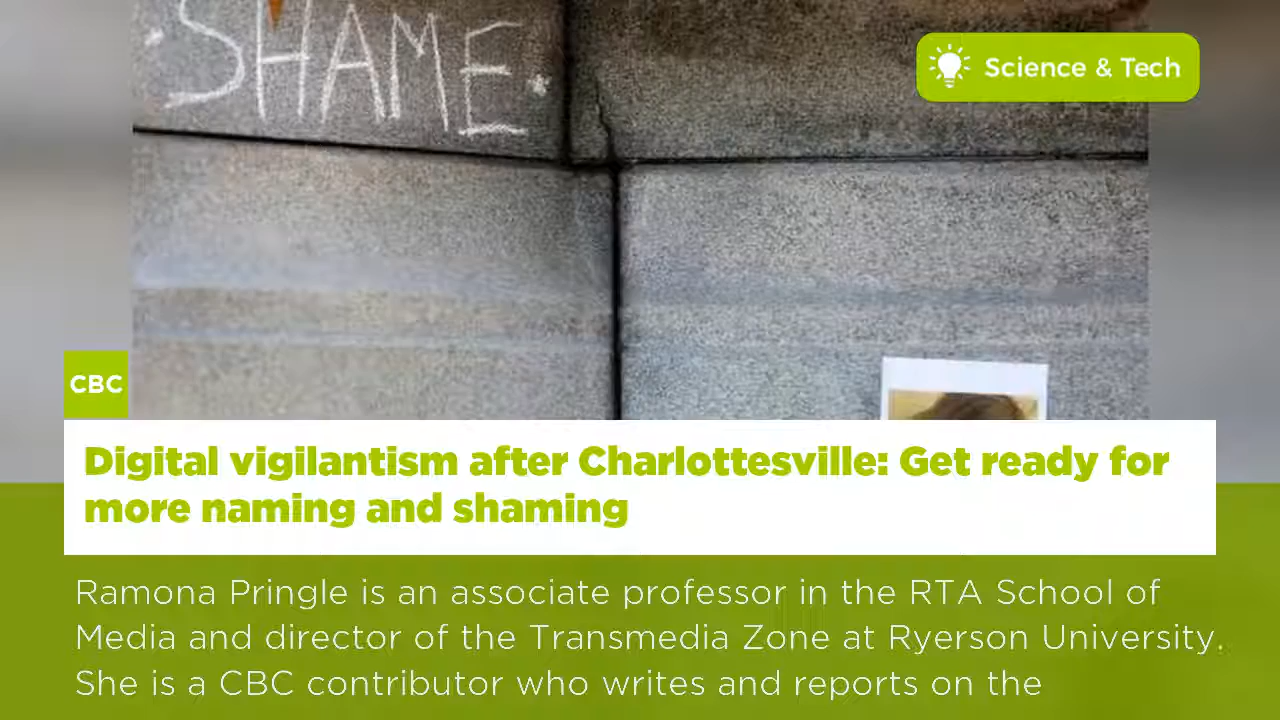 SHAME
Science & Tech
CBC
Digital vigilantism after Charlottesville: Get ready for
more naming and shaming
Ramona Pringle is an associate professor in the RTA School of
Media and director of the Transmedia Zone at Ryerson University.
She is a CBC contributor who writes and reports on the